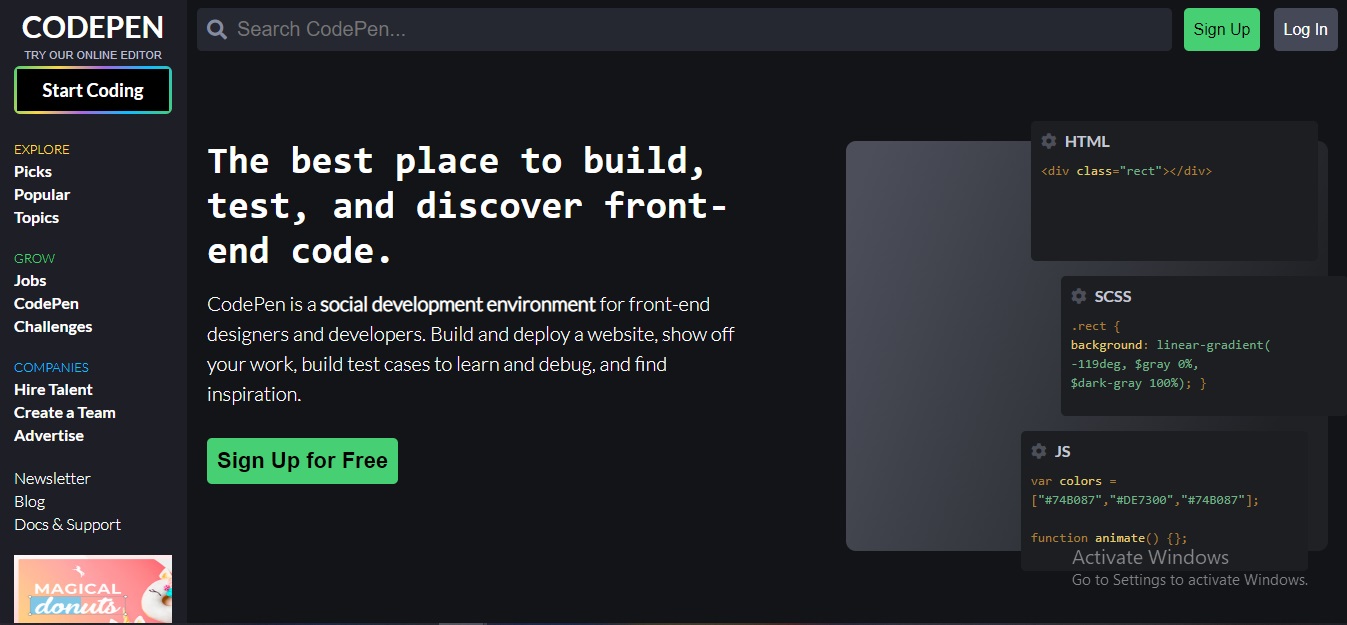 CODEPEN
TRY OUR ONLINE EDITOR
Start Coding
EXPLORE
Picks
Popular
Topics
GROW
Jobs
CodePen
Challenges
COMPANIES
Hire Talent
Create a Team
Advertise
Newsletter
Blog
Docs & Support
MAGICAL
donuts
Search CodePen...
Sign Up
Log In
The best place to build,
test, and discover front-
end code.
CodePen is a social development environment for front-end
designers and developers. Build and deploy a website, show off
your work, build test cases to learn and debug, and find
inspiration.
Sign Up for Free
HTML
<div class="rect"></div>
SCSS
.rect {
background: linear-gradient(
-119deg, $gray 0%,
$dark-gray 100%); }
JS
var colors =
["#74B087","#DE7300","#74B087"];
function animate() {};
Activate Windows
Go to Settings to activate Windows.